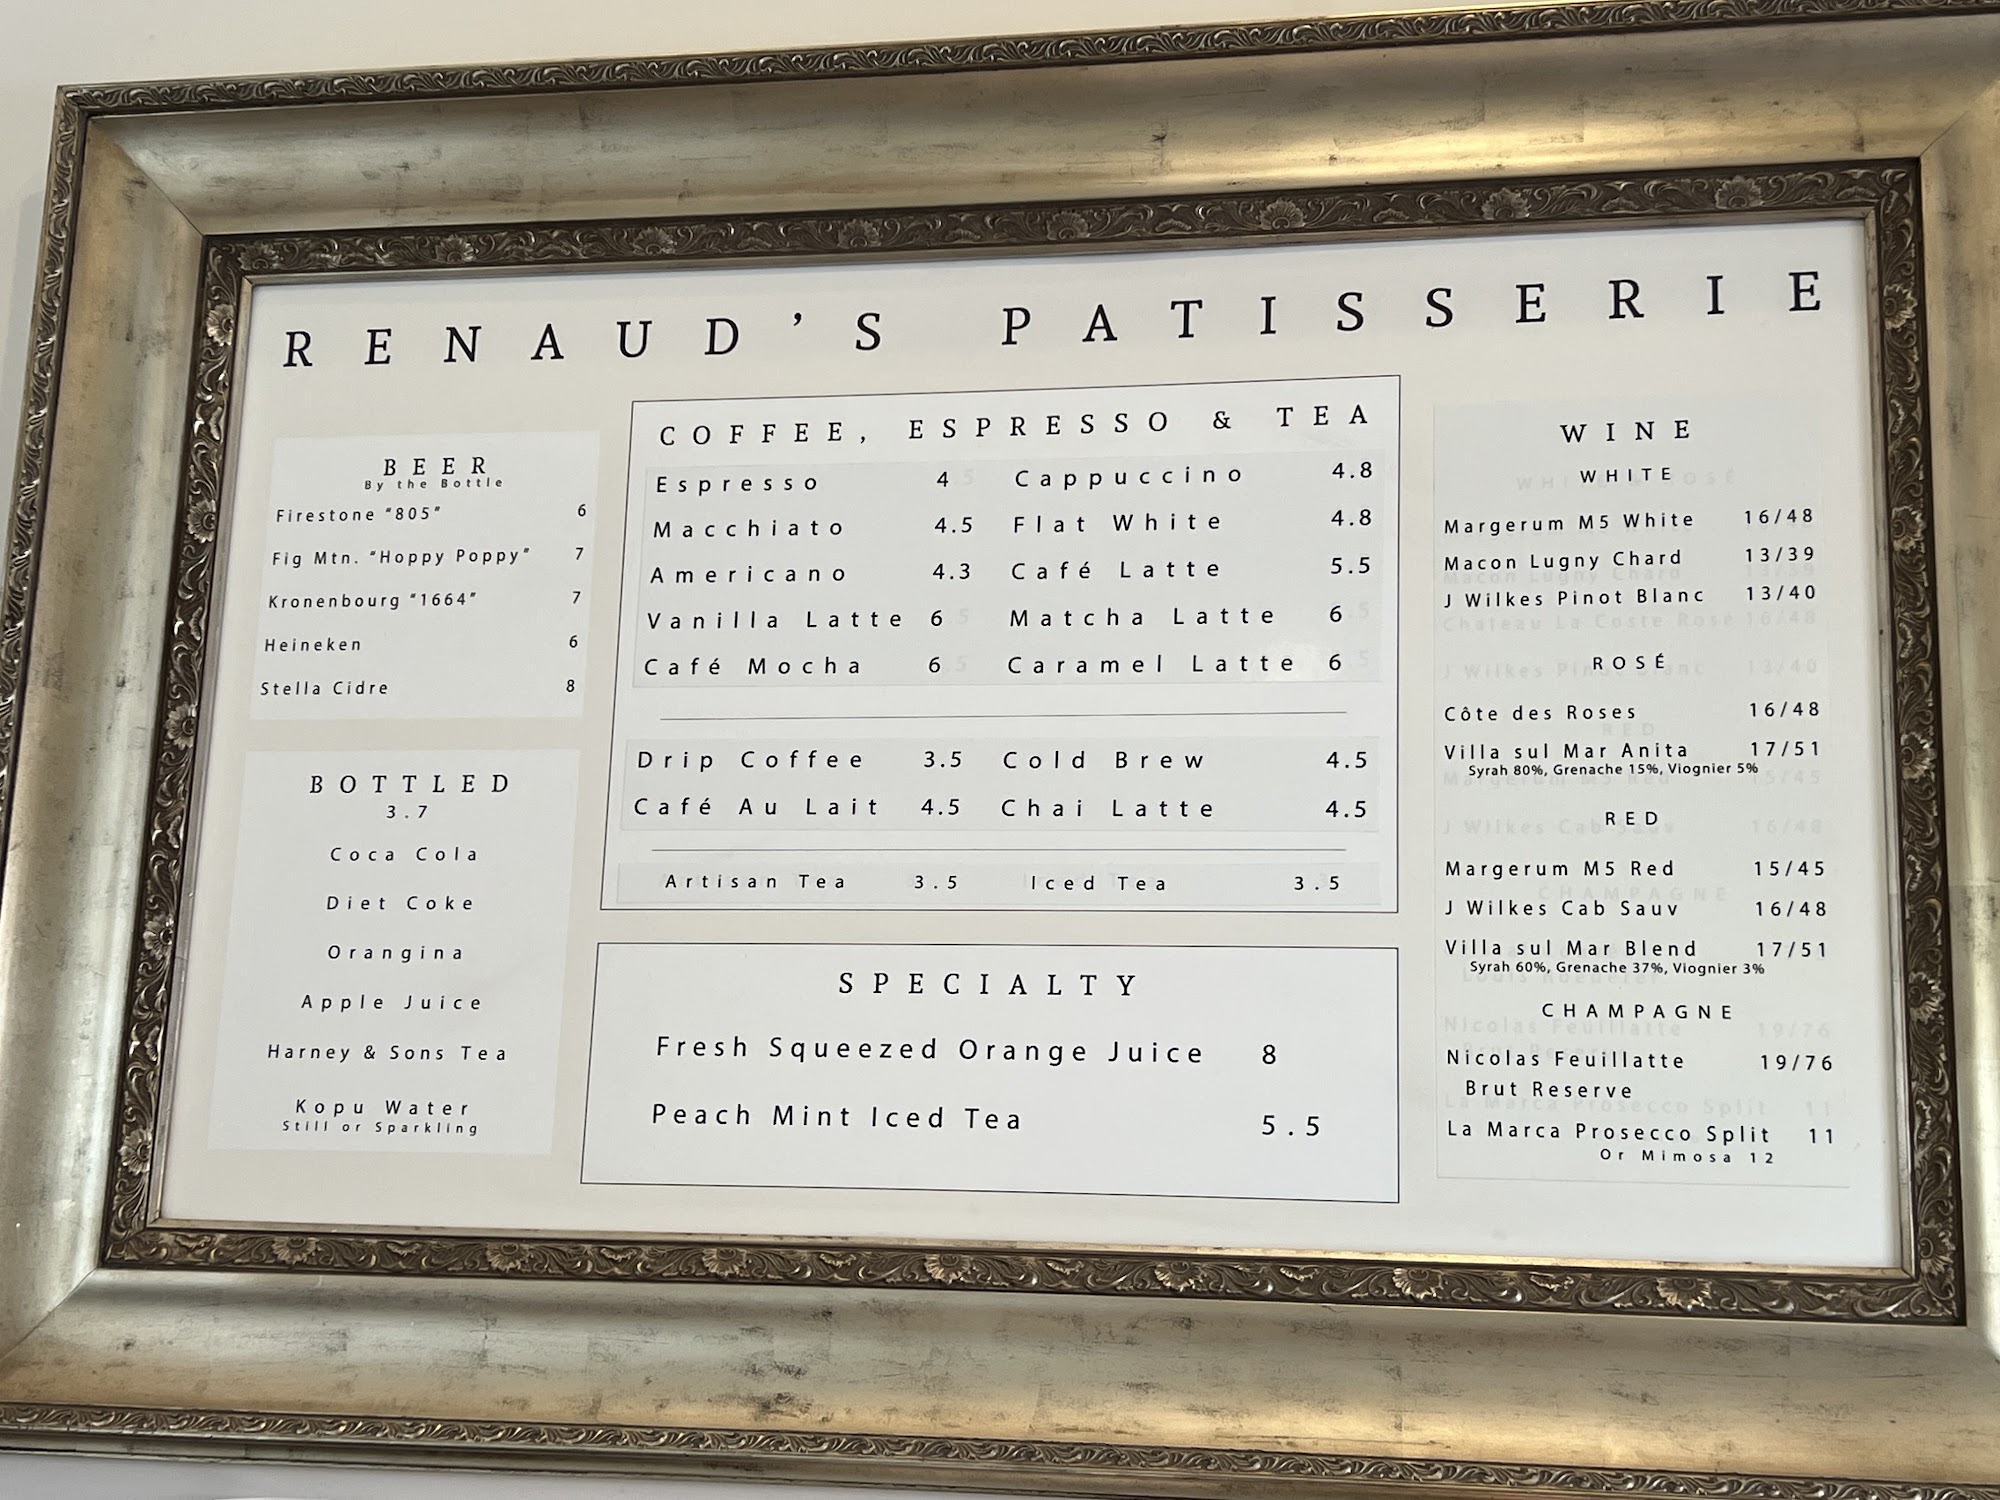 RENAUD'S PATISSERIE
BEER
By the Bottle
Firestone "805" 6
Fig Mtn. "Hoppy Poppy" 7
Kronenbourg "1664" 7
Heineken 6
Stella Cidre 8
BOTTLED
3.7
Coca Cola
Diet Coke
Orangina
Apple Juice
Harney & Sons Tea
Kopu Water
Still or Sparkling
COFFEE, ESPRESSO & TEA
Espresso 4 Cappuccino 4.8
Macchiato 4.5 Flat White 4.8
Americano 4.3 Café Latte 5.5
Vanilla Latte 6 Matcha Latte 6
Café Mocha 6 Caramel Latte 6
Drip Coffee 3.5 Cold Brew 4.5
Café Au Lait 4.5 Chai Latte 4.5
Artisan Tea 3.5 Iced Tea 3.5
SPECIALTY
Fresh Squeezed Orange Juice 8
Peach Mint Iced Tea 5.5
WINE
WHITE
Margerum M5 White 16/48
Macon Lugny Chard 13/39
J Wilkes Pinot Blanc 13/40
ROSÉ
Côte des Roses 16/48
Villa sul Mar Anita 17/51
Syrah 80%, Grenache 15%, Viognier 5%
RED
Margerum M5 Red 15/45
J Wilkes Cab Sauv 16/48
Villa sul Mar Blend 17/51
Syrah 60%, Grenache 37%, Viognier 3%
CHAMPAGNE
Nicolas Feuillatte 19/76
Brut Reserve
La Marca Prosecco Split 11
Or Mimosa 12